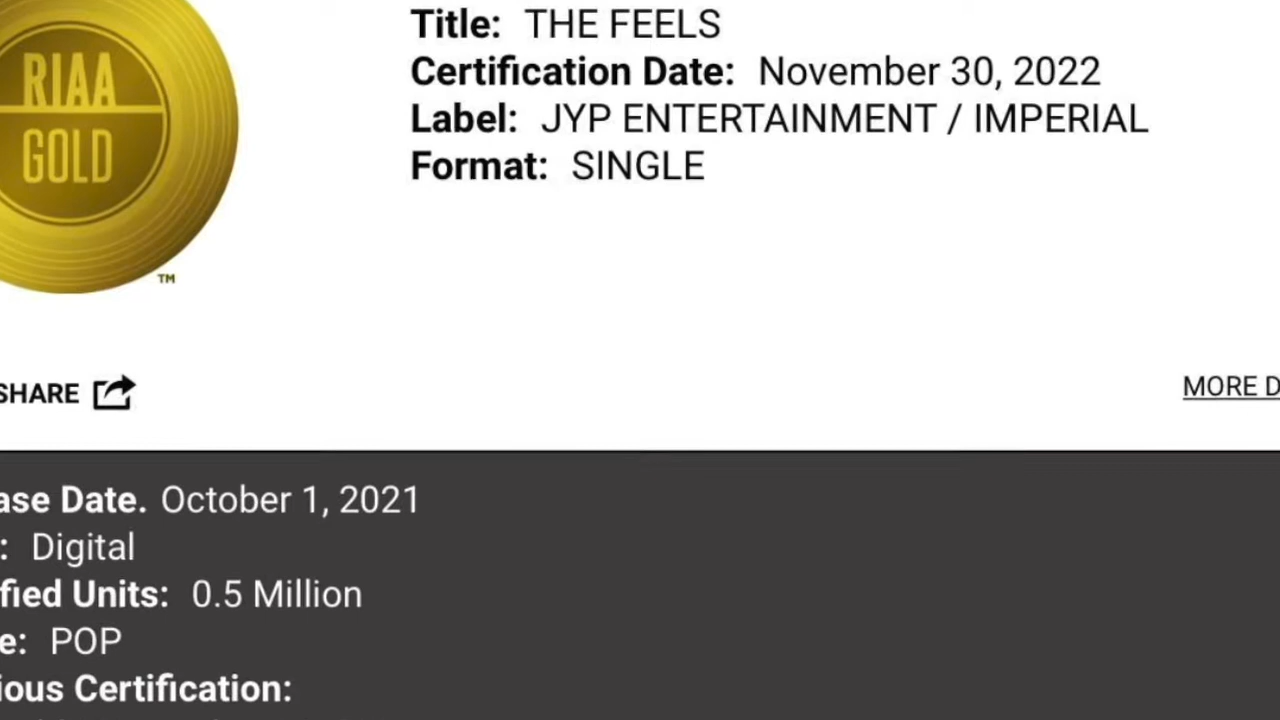 RIAA
GOLD
TM
Title: THE FEELS
Certification Date: November 30, 2022
Label: JYP ENTERTAINMENT / IMPERIAL
Format: SINGLE
SHARE
MORE D
ase Date. October 1, 2021
: Digital
fied Units: 0.5 Million
e: POP
ious Certification: